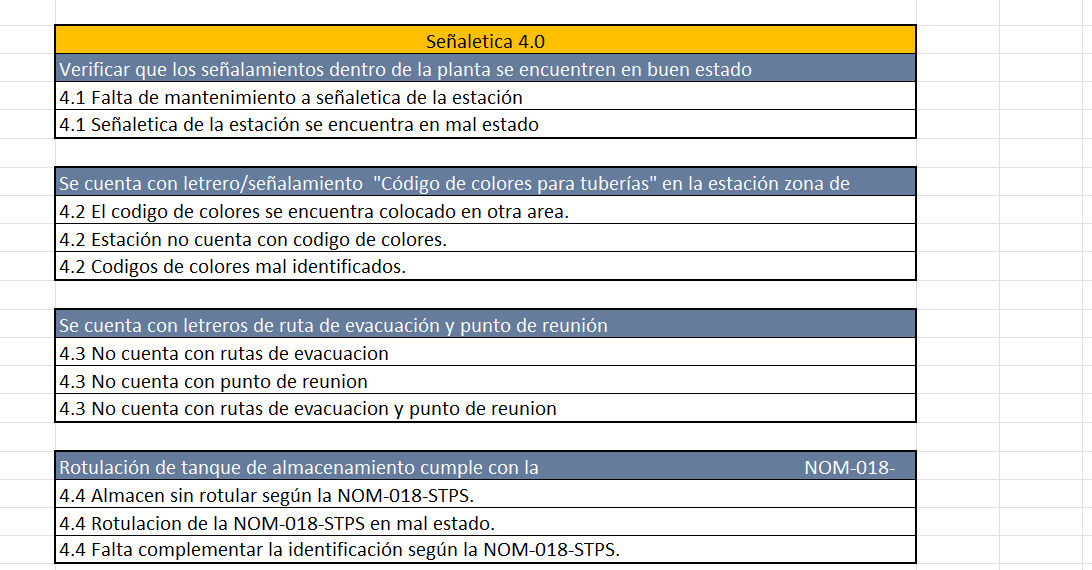 Señaletica 4.0
Verificar que los señalamientos dentro de la planta se encuentren en buen estado
4.1 Falta de mantenimiento a señaletica de la estación
4.1 Señaletica de la estación se encuentra en mal estado
Se cuenta con letrero/señalamiento  "Código de colores para tuberías" en la estación zona de
4.2 El codigo de colores se encuentra colocado en otra area.
4.2 Estación no cuenta con codigo de colores.
4.2 Codigos de colores mal identificados.
Se cuenta con letreros de ruta de evacuación y punto de reunión
4.3 No cuenta con rutas de evacuacion
4.3 No cuenta con punto de reunion
4.3 No cuenta con rutas de evacuacion y punto de reunion
Rotulación de tanque de almacenamiento cumple con la NOM-018-
4.4 Almacen sin rotular según la NOM-018-STPS.
4.4 Rotulacion de la NOM-018-STPS en mal estado.
4.4 Falta complementar la identificación según la NOM-018-STPS.